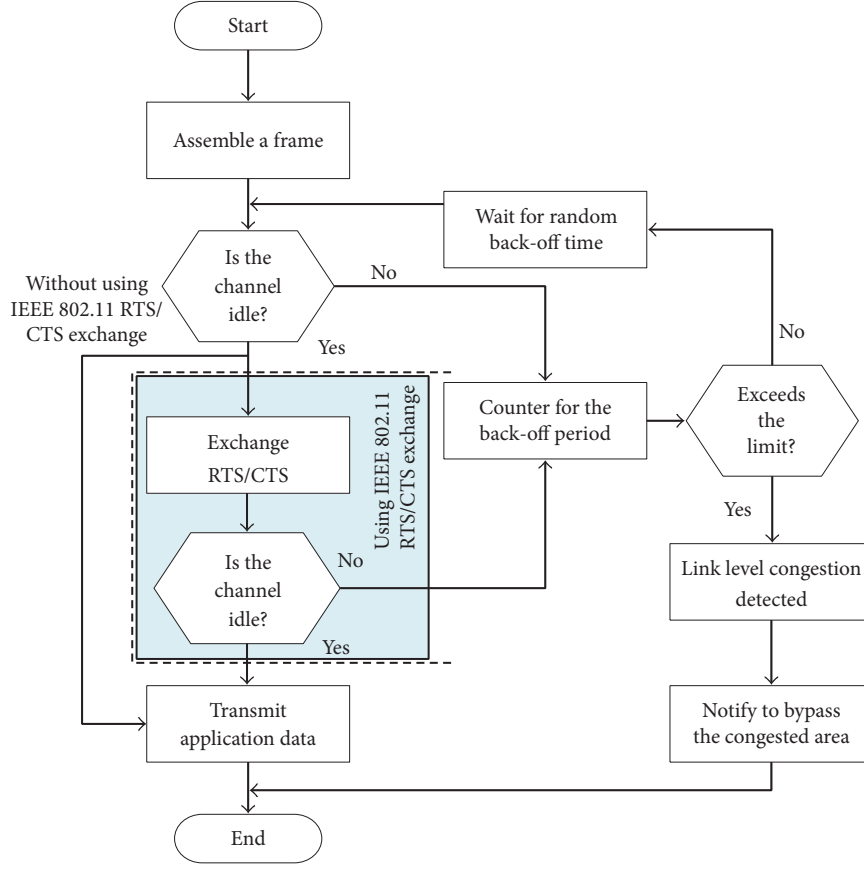 Start
Assemble a frame
Wait for random
back-off time
Is the
channel
idle?
No
Without using
IEEE 802.11 RTS/
CTS exchange
Yes
No
Exchange
RTS/CTS
Using IEEE 802.11
RTS/CTS exchange
Counter for the
back-off period
Exceeds
the
limit?
Yes
Is the
channel
idle?
No
Yes
Link level congestion
detected
Transmit
application data
Notify to bypass
the congested area
End